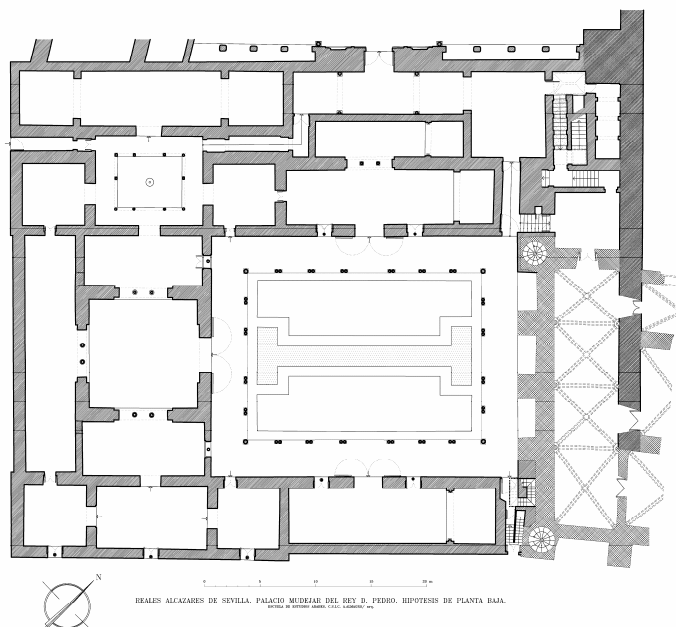 N
0 5 10 15 20 m
REALES ALCAZARES DE SEVILLA. PALACIO MUDEJAR DEL REY D. PEDRO. HIPOTESIS DE PLANTA BAJA.
ESCUELA DE ESTUDIOS ARABES. C.S.I.C. A.ALMAGRO/